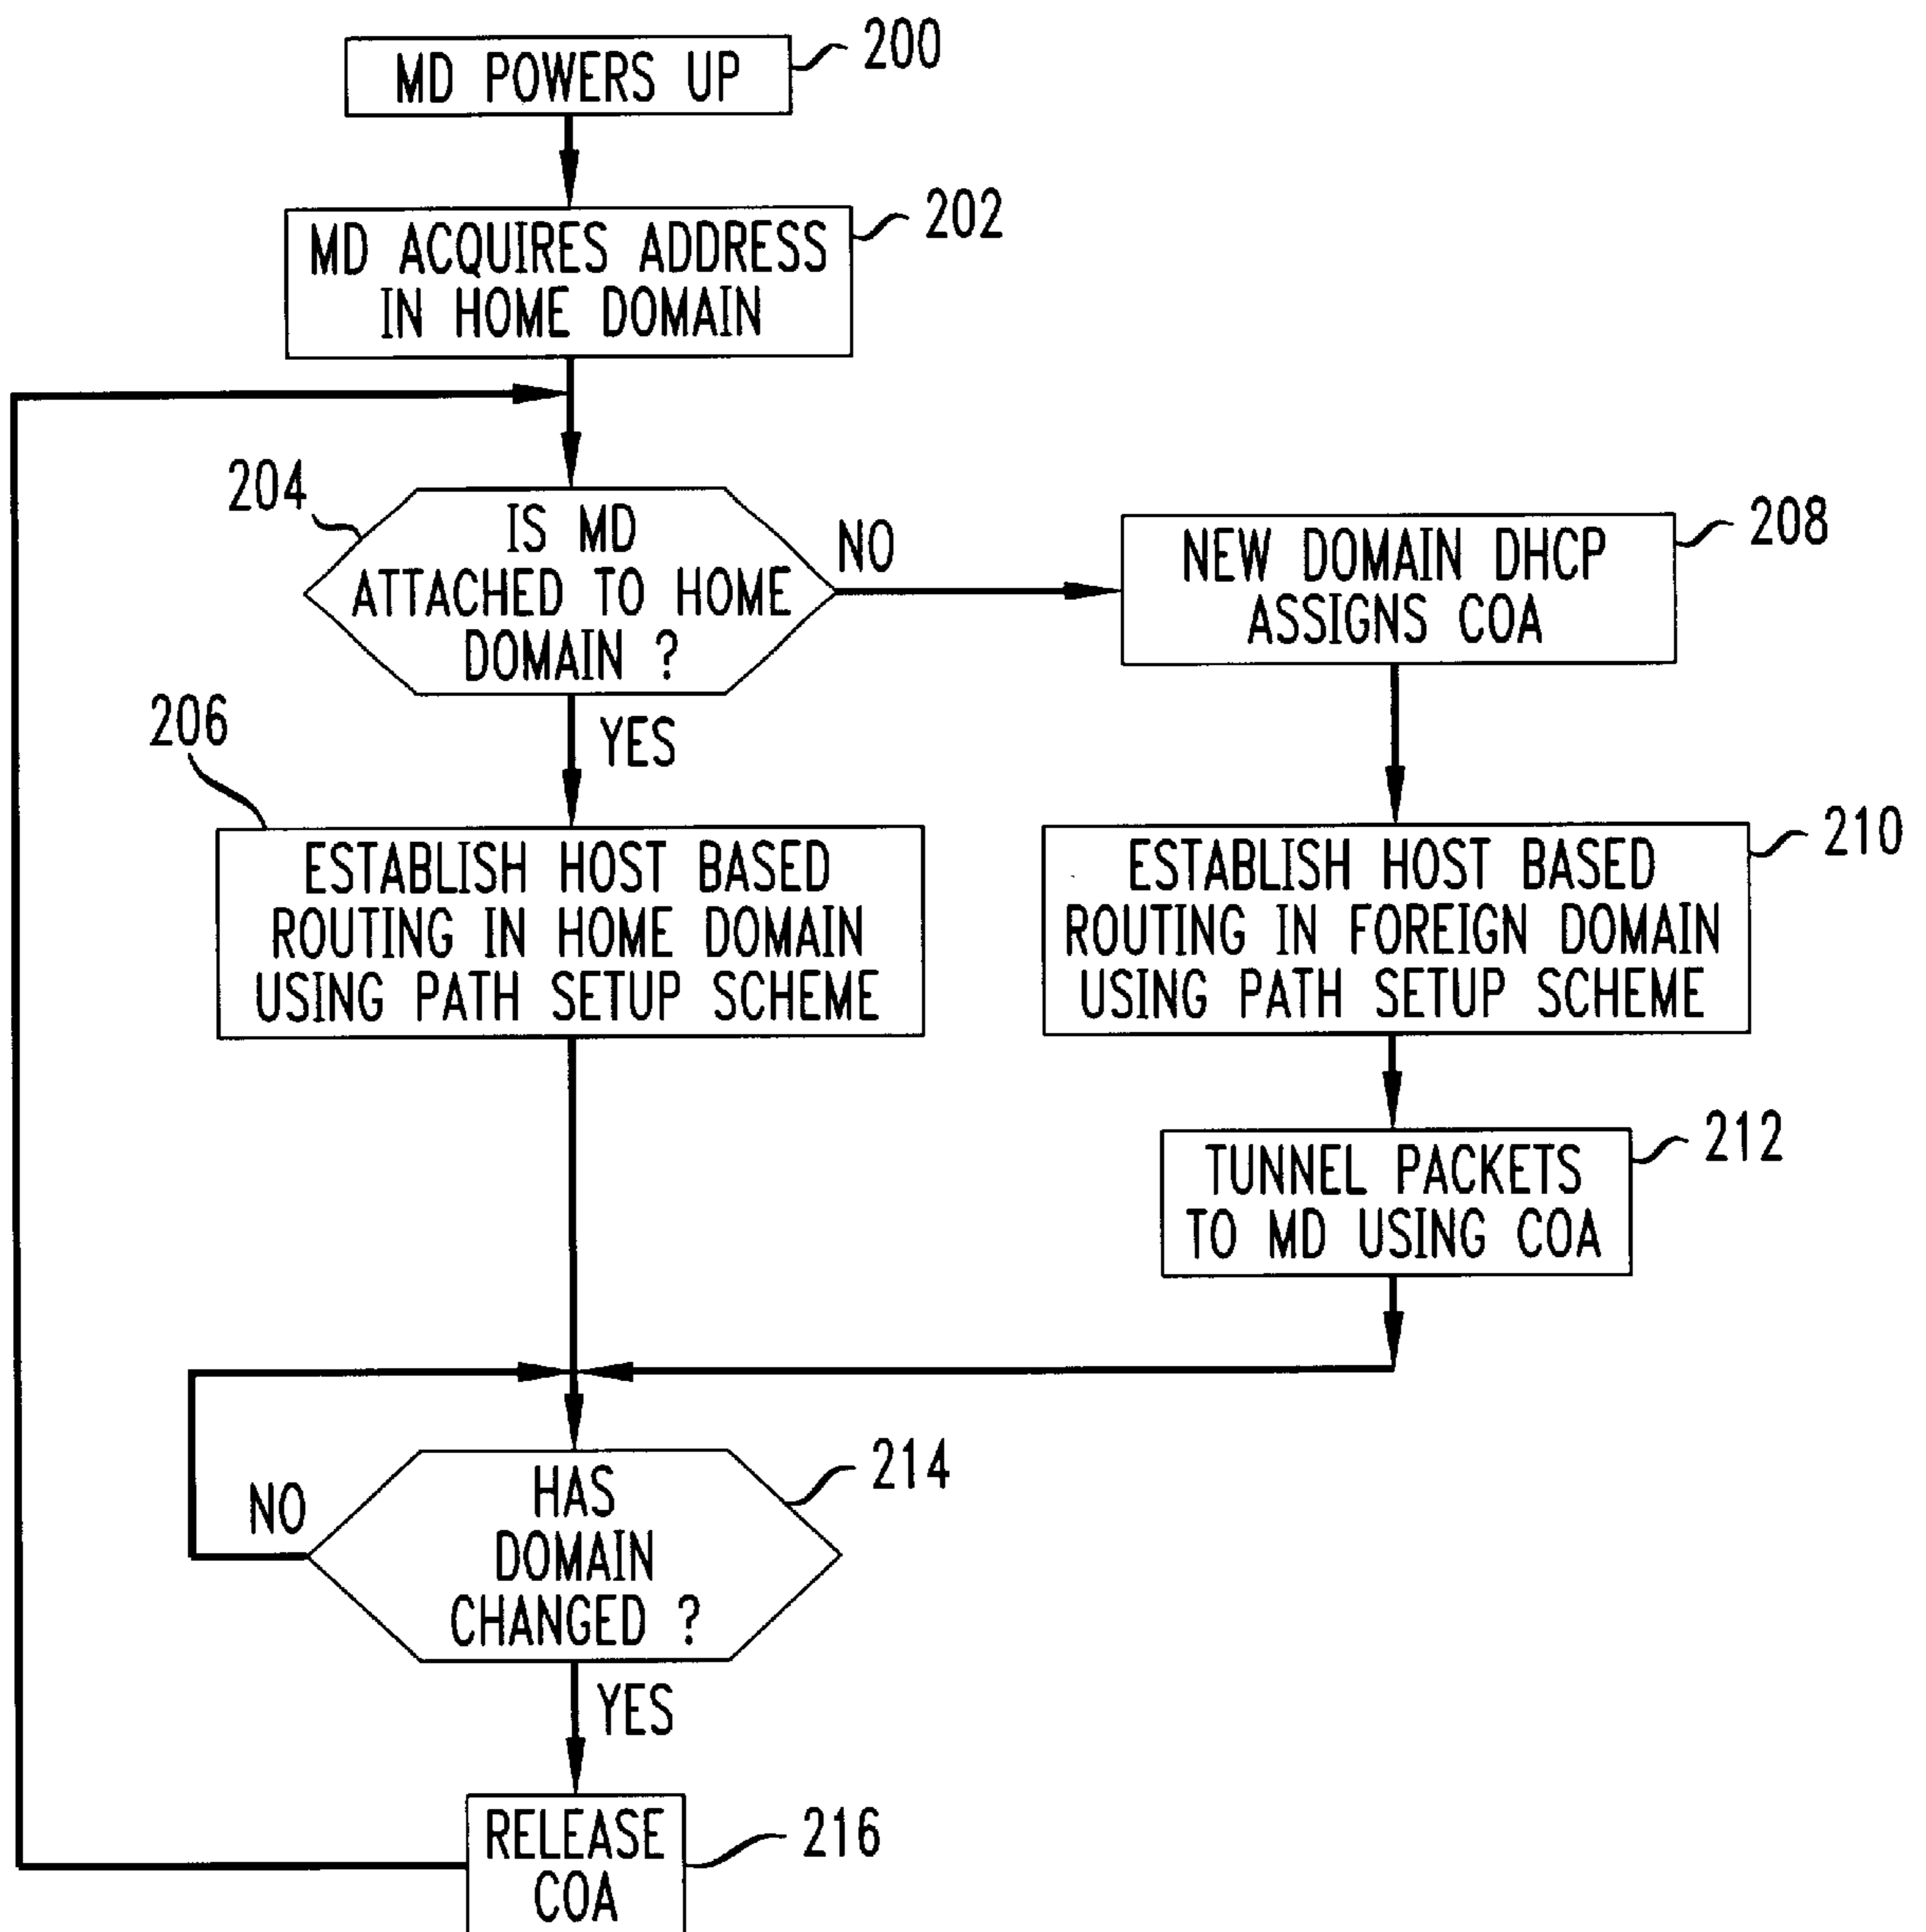 MD POWERS UP
200
MD ACQUIRES ADDRESS
IN HOME DOMAIN
202
204
IS MD
ATTACHED TO HOME
DOMAIN ?
NO
YES
NEW DOMAIN DHCP
ASSIGNS COA
208
206
ESTABLISH HOST BASED
ROUTING IN HOME DOMAIN
USING PATH SETUP SCHEME
ESTABLISH HOST BASED
ROUTING IN FOREIGN DOMAIN
USING PATH SETUP SCHEME
210
TUNNEL PACKETS
TO MD USING COA
212
HAS
DOMAIN
CHANGED ?
214
NO
YES
RELEASE
COA
216